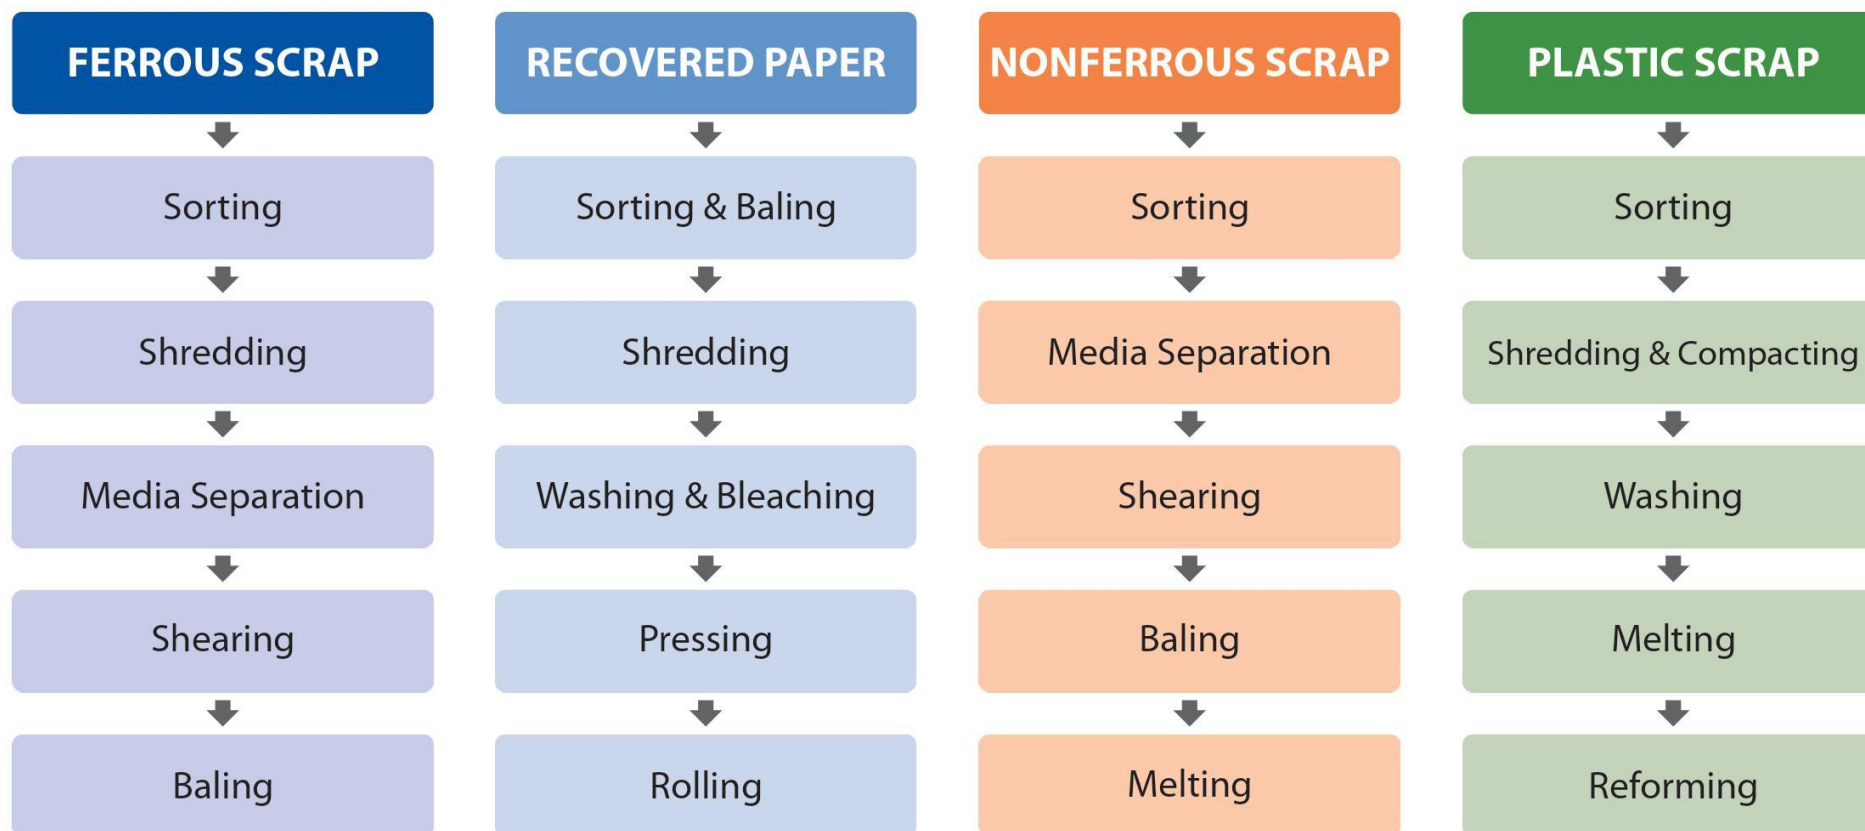 FERROUS SCRAP
Sorting
Shredding
Media Separation
Shearing
Baling
RECOVERED PAPER
Sorting & Baling
Shredding
Washing & Bleaching
Pressing
Rolling
NONFERROUS SCRAP
Sorting
Media Separation
Shearing
Baling
Melting
PLASTIC SCRAP
Sorting
Shredding & Compacting
Washing
Melting
Reforming